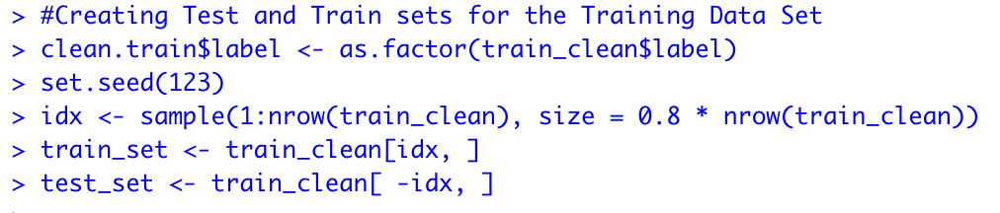 > #Creating Test and Train sets for the Training Data Set
> clean.train$label <- as.factor(train_clean$label)
> set.seed(123)
> idx <- sample(1:nrow(train_clean), size = 0.8 * nrow(train_clean))
> train_set <- train_clean[idx, ]
> test_set <- train_clean[ -idx, ]